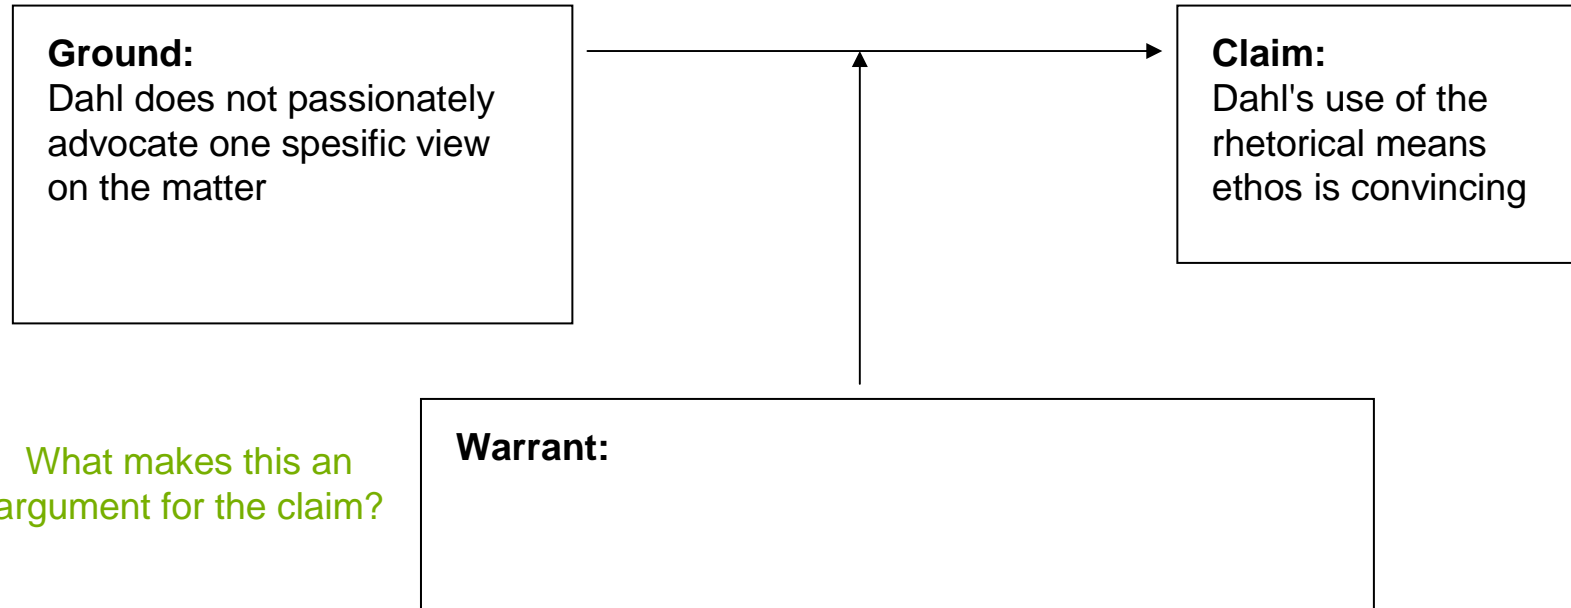 Ground:
Dahl does not passionately
advocate one spesific view
on the matter
Claim:
Dahl's use of the
rhetorical means
ethos is convincing
What makes this an
argument for the claim?
Warrant: